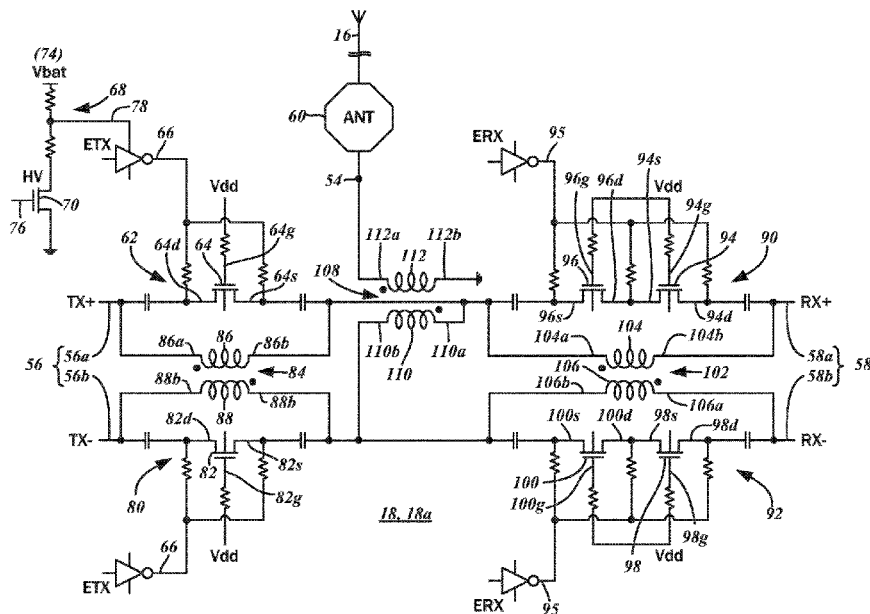 16
(74)
Vbat
68
78
60
ANT
ETX
66
ERX
95
HV
70
76
54
Vdd
96g
96d
94s
Vdd
94g
62
64
64g
64d
64s
112a
112
112b
108
96
94
90
TX+
RX+
96s
94d
86a
86
86b
110b
110a
110
104a
104
104b
56
56a
56b
84
58a
58b
58
88b
88
88b
106
106b
102
106a
82d
100s
100d
98s
98d
TX-
RX-
82
82s
80
82g
100
100g
92
18, 18a
98
98g
66
Vdd
Vdd
ETX
ERX
95